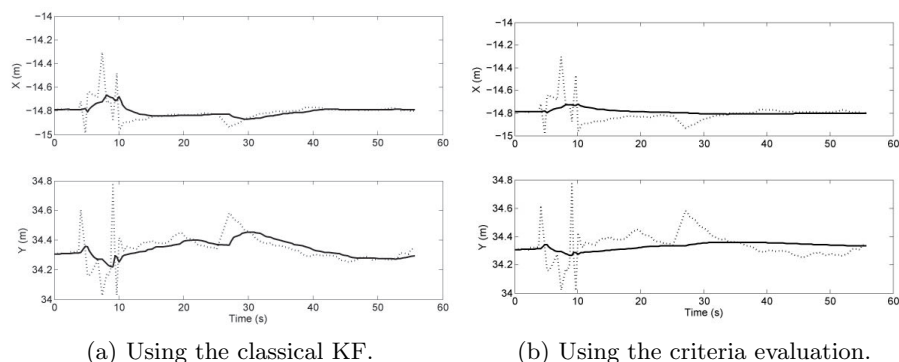 −14
−14.2
−14.4
−14.6
−14.8
−15
X (m)
0 10 20 30 40 50 60
34.8
34.6
34.4
34.2
34
Y (m)
0 10 20 30 40 50 60
Time (s)
(a) Using the classical KF.
−14
−14.2
−14.4
−14.6
−14.8
−15
X (m)
0 10 20 30 40 50 60
34.8
34.6
34.4
34.2
34
Y (m)
0 10 20 30 40 50 60
Time (s)
(b) Using the criteria evaluation.